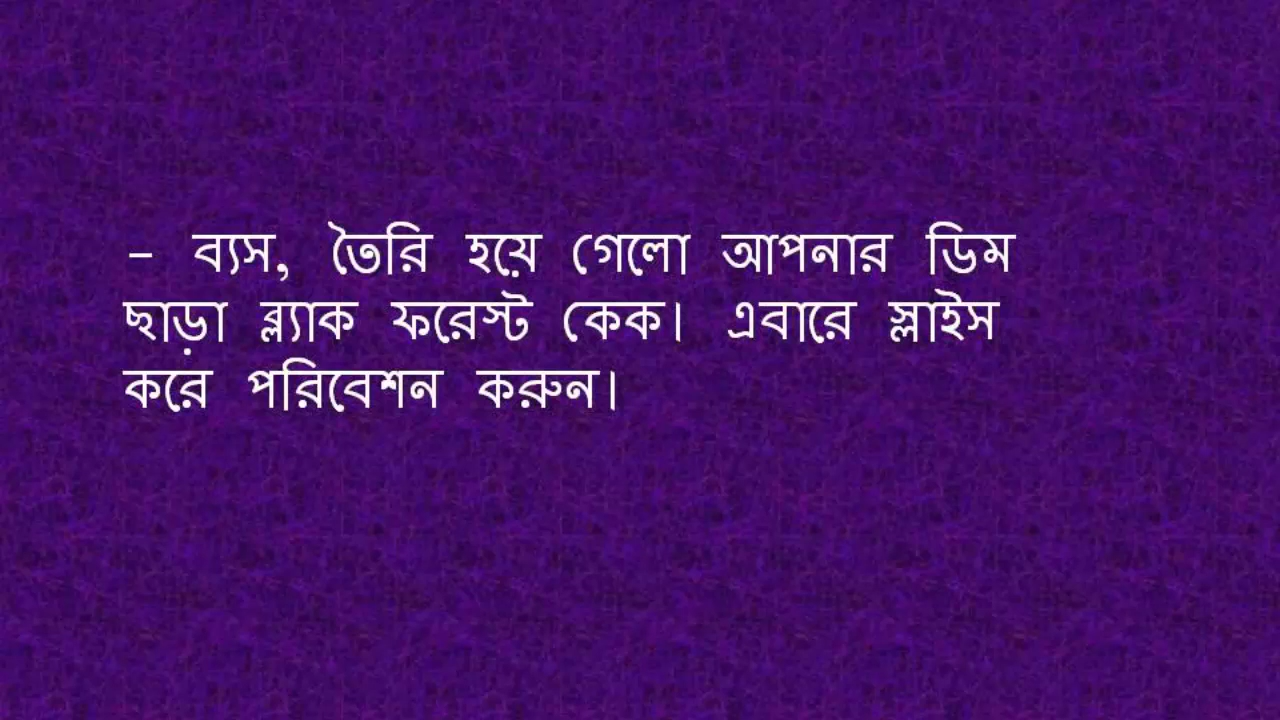 – ব্যস, তৈরি হয়ে গেলো আপনার ডিম
ছাড়া ব্ল্যাক ফরেস্ট কেক। এবারে স্লাইস
করে পরিবেশন করুন।